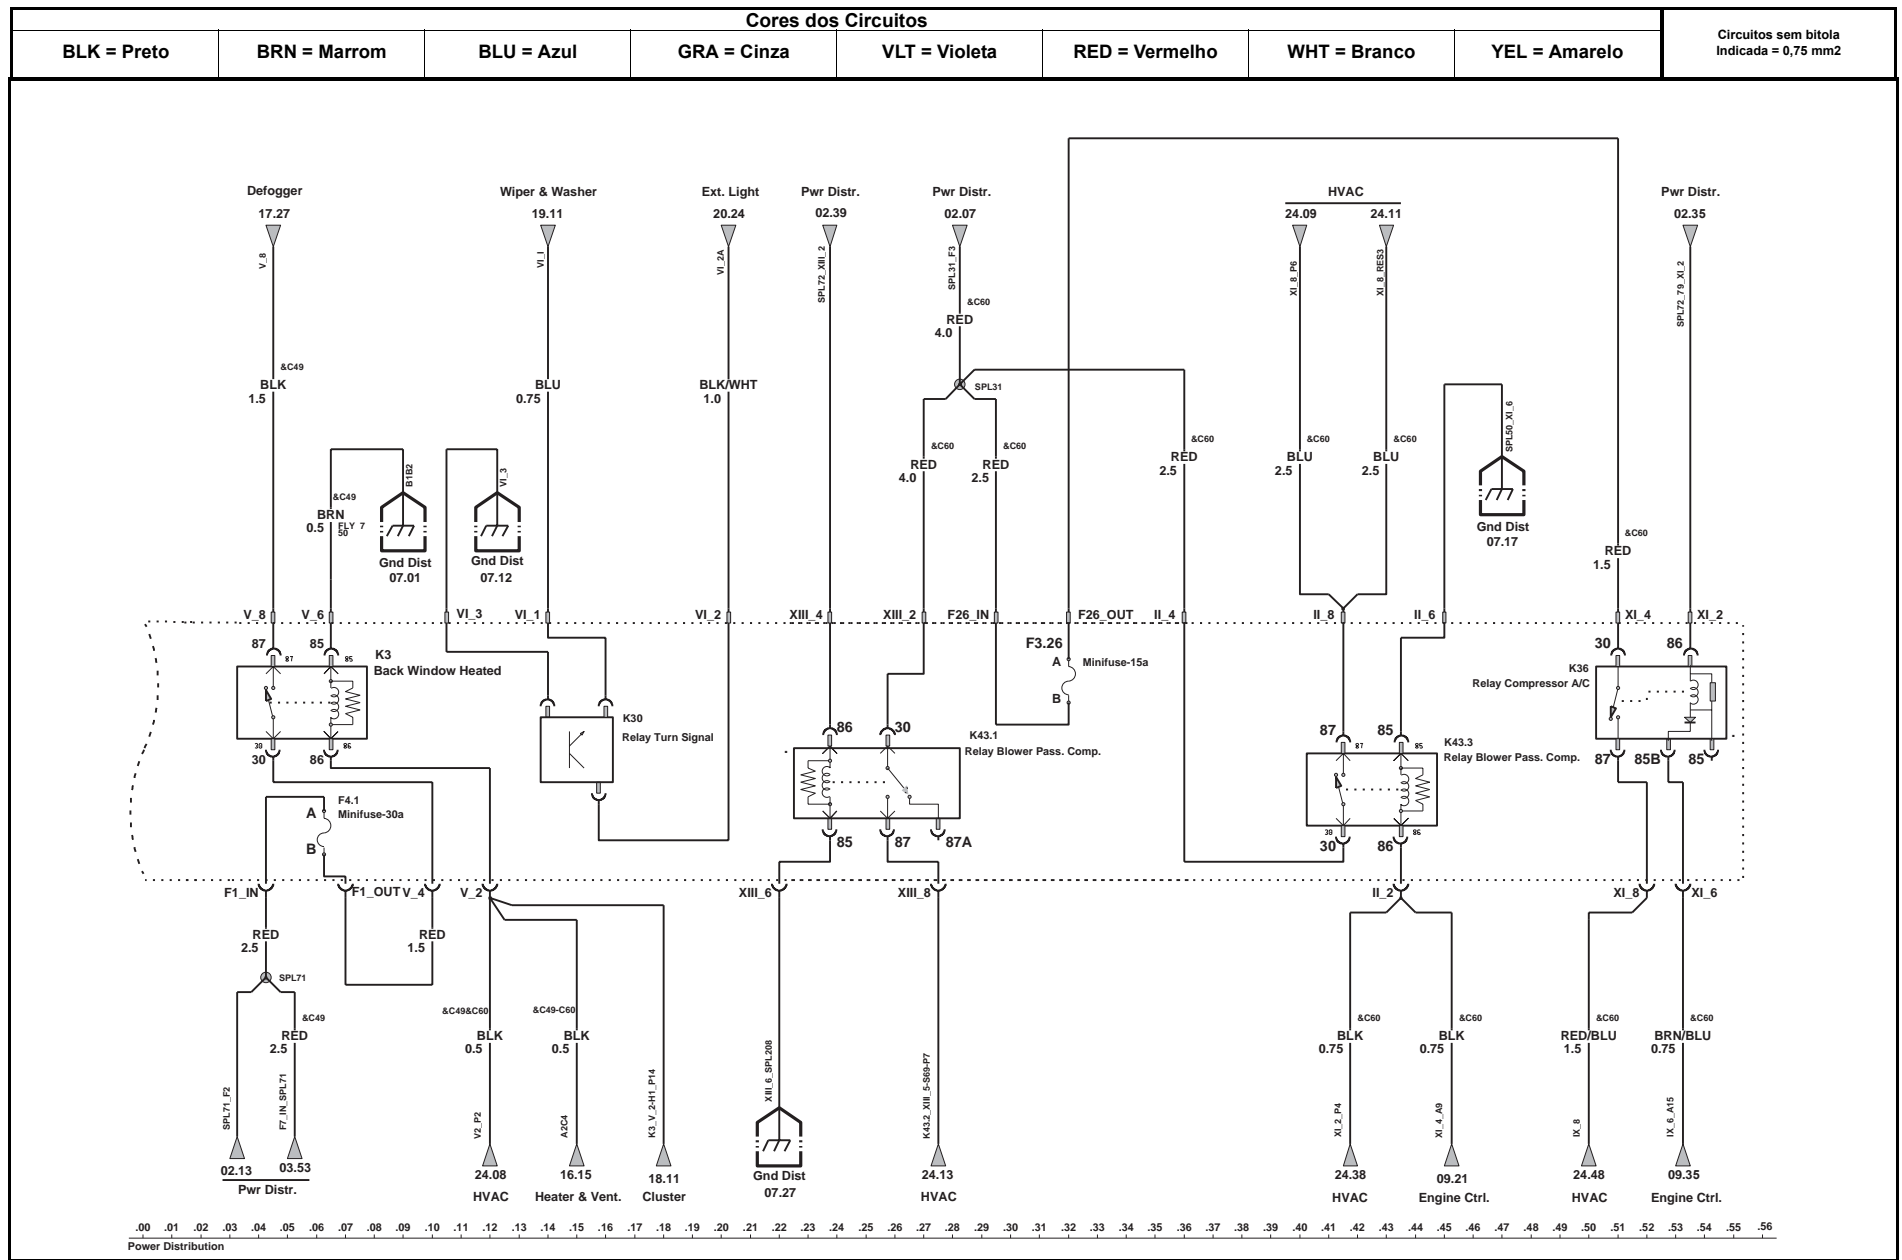 Cores dos Circuitos
BLK = Preto
BRN = Marrom
BLU = Azul
GRA = Cinza
VLT = Violeta
RED = Vermelho
WHT = Branco
YEL = Amarelo
Circuitos sem bitola
Indicada = 0,75 mm2
Defogger
17.27
Wiper & Washer
19.11
Ext. Light
20.24
Pwr Distr.
02.39
Pwr Distr.
02.07
HVAC
24.09
24.11
Pwr Distr.
02.35
V_8
VI_I
VI_2A
SPL72_XIII_2
SPL31_F3
XI_8_P6
XI_8_RES3
SPL72_79_XI_2
&C60
RED
4.0
&C49
BLK
1.5
BLU
0.75
BLK/WHT
1.0
SPL31
B1B2
VI_3
&C60
RED
4.0
&C60
RED
2.5
&C60
RED
2.5
&C60
BLU
2.5
&C60
BLU
2.5
SPL50_XI_6
&C49
BRN
0.5
FLY 7
50
Gnd Dist
07.01
Gnd Dist
07.12
Gnd Dist
07.17
&C60
RED
1.5
V_8
V_6
VI_3
VI_1
VI_2
XIII_4
XIII_2
F26_IN
F26_OUT
II_4
II_8
II_6
XI_4
XI_2
87
85
87
85
K3
Back Window Heated
30
86
30
86
K30
Relay Turn Signal
F3.26
A
Minifuse-15a
B
86
30
K43.1
Relay Blower Pass. Comp.
85
87
87A
87
85
87
85
K43.3
Relay Blower Pass. Comp.
30
86
30
86
30
86
K36
Relay Compressor A/C
87
85B
85
F4.1
A
Minifuse-30a
B
F1_IN
F1_OUT
V_4
V_2
XIII_6
XIII_8
II_2
XI_8
XI_6
RED
2.5
RED
1.5
SPL71
&C49
RED
2.5
&C49&C60
BLK
0.5
&C49-C60
BLK
0.5
&C60
BLK
0.75
&C60
BLK
0.75
&C60
RED/BLU
1.5
&C60
BRN/BLU
0.75
SPL71_F2
F7_IN_SPL71
V2_P2
A2C4
K3_V_2-H1_P14
XIII_6_SPL208
K43.2_XIII_5-S69-P7
XI_2_P4
XI_4_A9
IX_8
IX_6_A15
02.13
03.53
Pwr Distr.
24.08
HVAC
16.15
Heater & Vent.
18.11
Cluster
Gnd Dist
07.27
24.13
HVAC
24.38
HVAC
09.21
Engine Ctrl.
24.48
HVAC
09.35
Engine Ctrl.
.00 .01 .02 .03 .04 .05 .06 .07 .08 .09 .10 .11 .12 .13 .14 .15 .16 .17 .18 .19 .20 .21 .22 .23 .24 .25 .26 .27 .28 .29 .30 .31 .32 .33 .34 .35 .36 .37 .38 .39 .40 .41 .42 .43 .44 .45 .46 .47 .48 .49 .50 .51 .52 .53 .54 .55 .56
Power Distribution